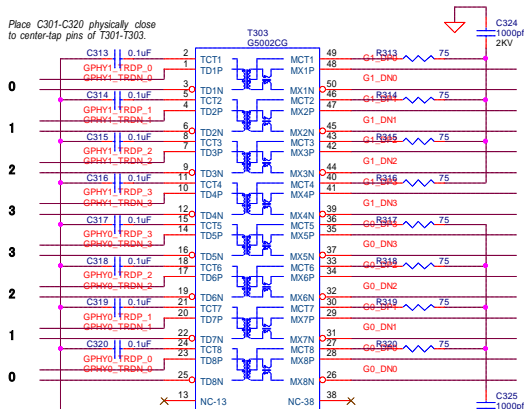 Place C301-C320 physically close
to center-tap pins of T301-T303.
T303
G5002CG
C324
1000pf
2KV
C313 0.1uF 2 TCT1 MCT1 49 R313 75
GPHY1_TRDP_0 1 TD1P MX1P 48 G1_DP0
GPHY1_TRDN_0
0 3 TD1N MX1N 50 G1_DN0
C314 0.1uF 5 TCT2 MCT2 46 R314 75
GPHY1_TRDP_1 4 TD2P MX2P 47 G1_DP1
GPHY1_TRDN_1
1 6 TD2N MX2N 45 G1_DN1
C315 0.1uF 8 TCT3 MCT3 43 R315 75
GPHY1_TRDP_2 7 TD3P MX3P 42 G1_DP2
GPHY1_TRDN_2
2 9 TD3N MX3N 44 G1_DN2
C316 0.1uF 11 TCT4 MCT4 40 R316 75
GPHY1_TRDP_3 10 TD4P MX4P 41 G1_DP3
GPHY1_TRDN_3
3 12 TD4N MX4N 39 G1_DN3
C317 0.1uF 15 TCT5 MCT5 36 R317 75
GPHY0_TRDP_3 14 TD5P MX5P 35 G0_DP3
GPHY0_TRDN_3
3 16 TD5N MX5N 37 G0_DN3
C318 0.1uF 18 TCT6 MCT6 33 R318 75
GPHY0_TRDP_2 17 TD6P MX6P 34 G0_DP2
GPHY0_TRDN_2
2 19 TD6N MX6N 32 G0_DN2
C319 0.1uF 21 TCT7 MCT7 30 R319 75
GPHY0_TRDP_1 20 TD7P MX7P 29 G0_DP1
GPHY0_TRDN_1
1 22 TD7N MX7N 31 G0_DN1
C320 0.1uF 24 TCT8 MCT8 27 R320 75
GPHY0_TRDP_0 23 TD8P MX8P 28 G0_DP0
GPHY0_TRDN_0
0 25 TD8N MX8N 26 G0_DN0
13 NC-13 NC-38 38
C325
1000pf